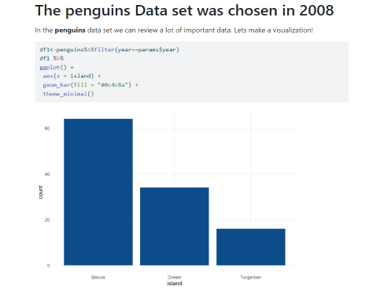 The penguins Data set was chosen in 2008
In the penguins data set we can review a lot of important data. Lets make a visualization!
df1<-penguins%>%filter(year==params$year)
df1 %>%
ggplot() +
aes(x = island) +
geom_bar(fill = "#0c4c8a") +
theme_minimal()
60
40
20
0
count
Biscoe Dream Torgersen
island